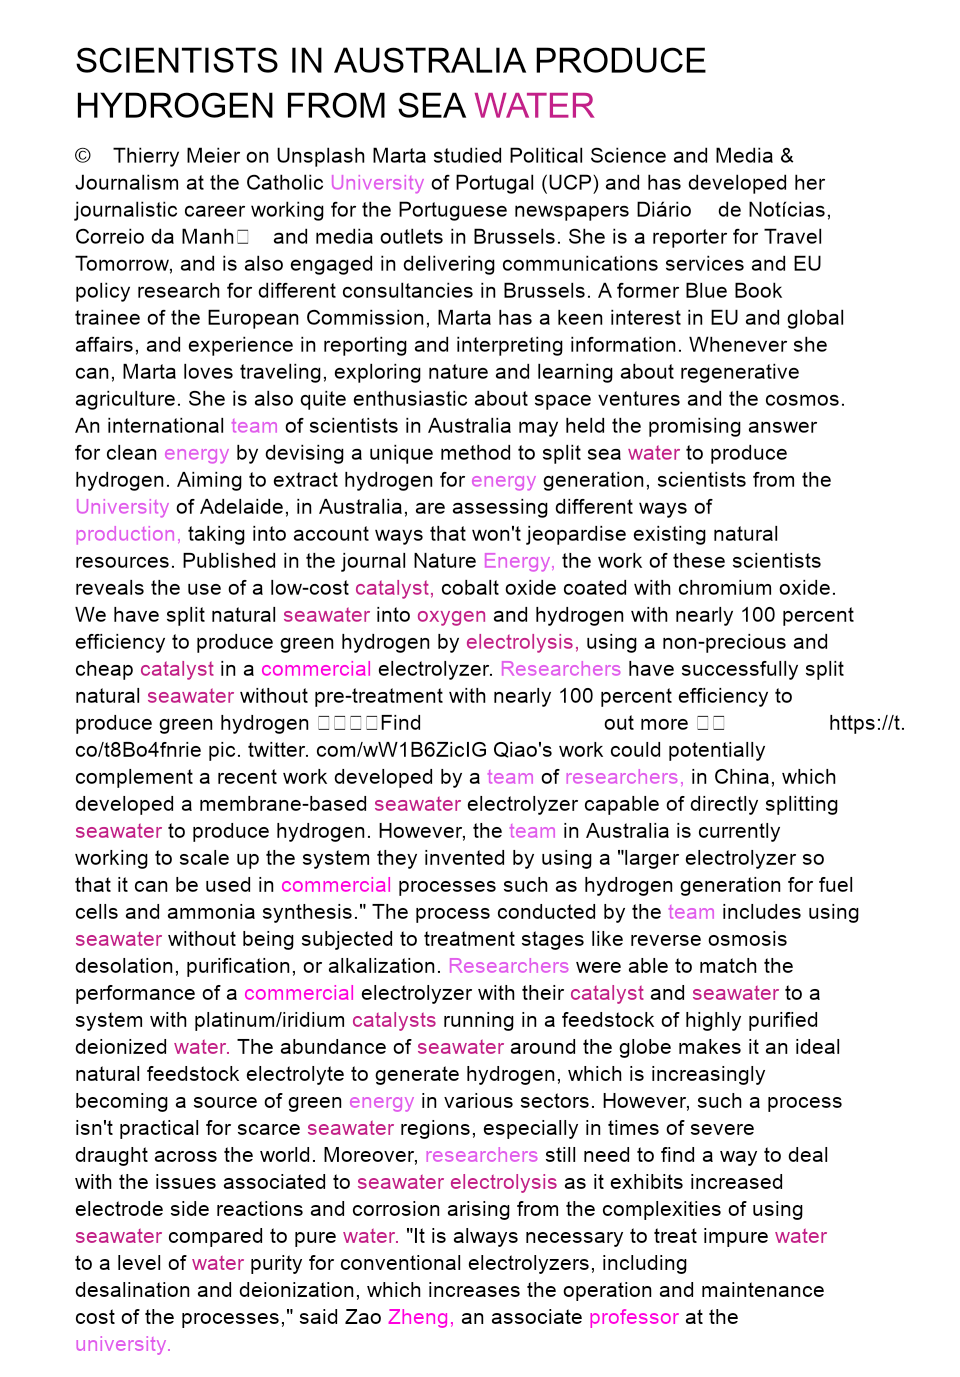 SCIENTISTS IN AUSTRALIA PRODUCE
HYDROGEN FROM SEA WATER
© Thierry Meier on Unsplash Marta studied Political Science and Media &
Journalism at the Catholic University of Portugal (UCP) and has developed her
journalistic career working for the Portuguese newspapers Diário de Notícias,
Correio da Manh□ and media outlets in Brussels. She is a reporter for Travel
Tomorrow, and is also engaged in delivering communications services and EU
policy research for different consultancies in Brussels. A former Blue Book
trainee of the European Commission, Marta has a keen interest in EU and global
affairs, and experience in reporting and interpreting information. Whenever she
can, Marta loves traveling, exploring nature and learning about regenerative
agriculture. She is also quite enthusiastic about space ventures and the cosmos.
An international team of scientists in Australia may held the promising answer
for clean energy by devising a unique method to split sea water to produce
hydrogen. Aiming to extract hydrogen for energy generation, scientists from the
University of Adelaide, in Australia, are assessing different ways of
production, taking into account ways that won't jeopardise existing natural
resources. Published in the journal Nature Energy, the work of these scientists
reveals the use of a low-cost catalyst, cobalt oxide coated with chromium oxide.
We have split natural seawater into oxygen and hydrogen with nearly 100 percent
efficiency to produce green hydrogen by electrolysis, using a non-precious and
cheap catalyst in a commercial electrolyzer. Researchers have successfully split
natural seawater without pre-treatment with nearly 100 percent efficiency to
produce green hydrogen □□□□Find out more □□ https://t.
co/t8Bo4fnrie pic. twitter. com/wW1B6ZicIG Qiao's work could potentially
complement a recent work developed by a team of researchers, in China, which
developed a membrane-based seawater electrolyzer capable of directly splitting
seawater to produce hydrogen. However, the team in Australia is currently
working to scale up the system they invented by using a "larger electrolyzer so
that it can be used in commercial processes such as hydrogen generation for fuel
cells and ammonia synthesis." The process conducted by the team includes using
seawater without being subjected to treatment stages like reverse osmosis
desolation, purification, or alkalization. Researchers were able to match the
performance of a commercial electrolyzer with their catalyst and seawater to a
system with platinum/iridium catalysts running in a feedstock of highly purified
deionized water. The abundance of seawater around the globe makes it an ideal
natural feedstock electrolyte to generate hydrogen, which is increasingly
becoming a source of green energy in various sectors. However, such a process
isn't practical for scarce seawater regions, especially in times of severe
draught across the world. Moreover, researchers still need to find a way to deal
with the issues associated to seawater electrolysis as it exhibits increased
electrode side reactions and corrosion arising from the complexities of using
seawater compared to pure water. "It is always necessary to treat impure water
to a level of water purity for conventional electrolyzers, including
desalination and deionization, which increases the operation and maintenance
cost of the processes," said Zao Zheng, an associate professor at the
university.